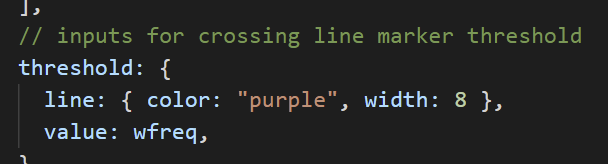 ],
// inputs for crossing line marker threshold
threshold: {
line: { color: "purple", width: 8 },
value: wfreq,
}